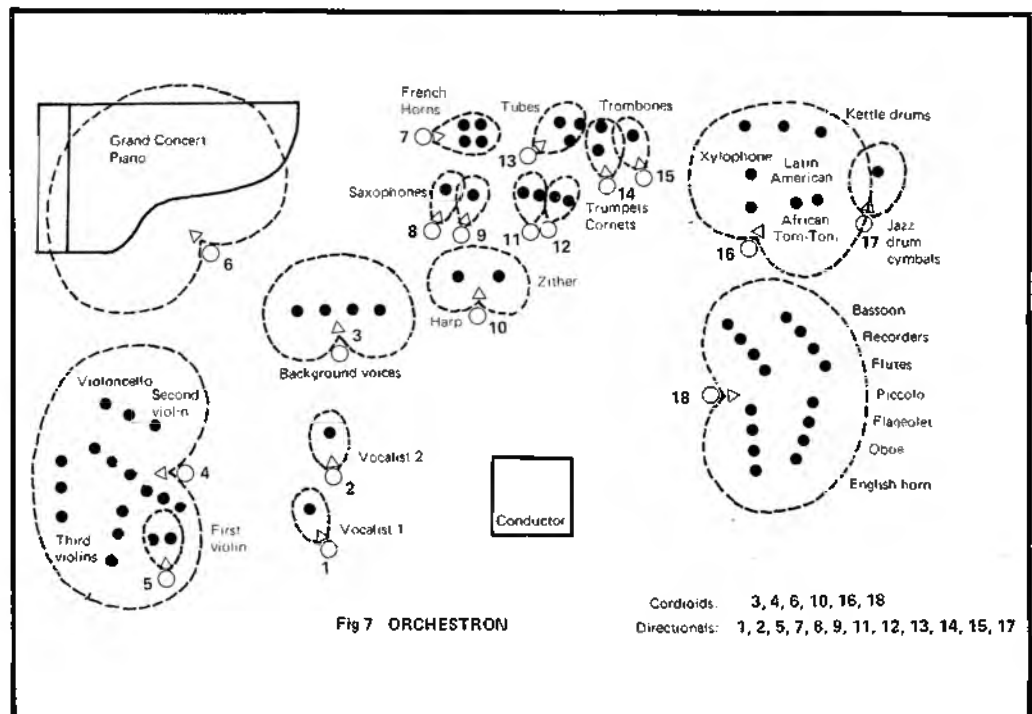 French
Horns
7
Tubes
13
Trombones
14
15
Grand Concert
Piano
6
Saxophones
8
9
11
12
Trumpets
Cornets
Kettle drums
Xylophone
Latin
American
African
Tom-Tom
16
17
Jazz
drum
cymbals
Zither
Harp
10
3
Background voices
Violoncello
Second
violin
4
Third
violins
First
violin
5
Vocalist 2
2
Vocalist 1
1
Conductor
18
Bassoon
Recorders
Flutes
Piccolo
Flageolet
Oboe
English horn
Fig 7 ORCHESTRON
Cordioids: 3, 4, 6, 10, 16, 18
Directionals: 1, 2, 5, 7, 8, 9, 11, 12, 13, 14, 15, 17